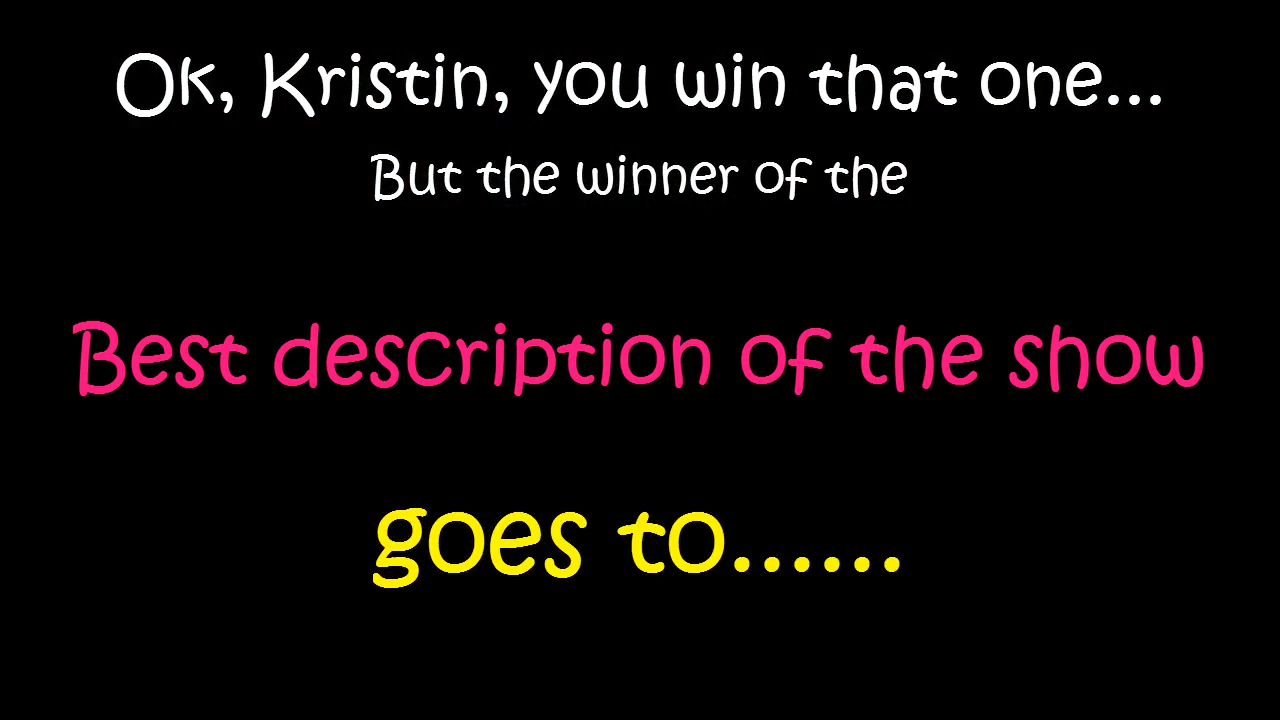 Ok, Kristin, you win that one...
But the winner of the
Best description of the show
goes to......